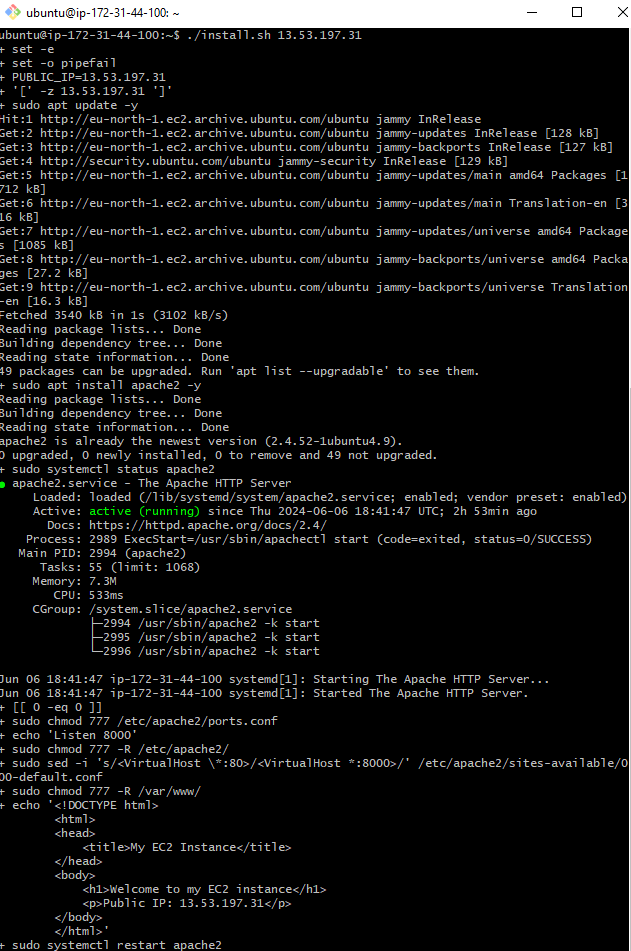 ubuntu@ip-172-31-44-100: ~
ubuntu@ip-172-31-44-100:~$ ./install.sh 13.53.197.31
+ set -e
+ set -o pipefail
+ PUBLIC_IP=13.53.197.31
+ '[' -z 13.53.197.31 ']'
+ sudo apt update -y
Hit:1 http://eu-north-1.ec2.archive.ubuntu.com/ubuntu jammy InRelease
Get:2 http://eu-north-1.ec2.archive.ubuntu.com/ubuntu jammy-updates InRelease [128 kB]
Get:3 http://eu-north-1.ec2.archive.ubuntu.com/ubuntu jammy-backports InRelease [127 kB]
Get:4 http://security.ubuntu.com/ubuntu jammy-security InRelease [129 kB]
Get:5 http://eu-north-1.ec2.archive.ubuntu.com/ubuntu jammy-updates/main amd64 Packages [1
712 kB]
Get:6 http://eu-north-1.ec2.archive.ubuntu.com/ubuntu jammy-updates/main Translation-en [3
16 kB]
Get:7 http://eu-north-1.ec2.archive.ubuntu.com/ubuntu jammy-updates/universe amd64 Package
s [1085 kB]
Get:8 http://eu-north-1.ec2.archive.ubuntu.com/ubuntu jammy-backports/universe amd64 Packa
ges [27.2 kB]
Get:9 http://eu-north-1.ec2.archive.ubuntu.com/ubuntu jammy-backports/universe Translation
-en [16.3 kB]
Fetched 3540 kB in 1s (3102 kB/s)
Reading package lists... Done
Building dependency tree... Done
Reading state information... Done
49 packages can be upgraded. Run 'apt list --upgradable' to see them.
+ sudo apt install apache2 -y
Reading package lists... Done
Building dependency tree... Done
Reading state information... Done
apache2 is already the newest version (2.4.52-1ubuntu4.9).
0 upgraded, 0 newly installed, 0 to remove and 49 not upgraded.
+ sudo systemctl status apache2
● apache2.service - The Apache HTTP Server
Loaded: loaded (/lib/systemd/system/apache2.service; enabled; vendor preset: enabled)
Active: active (running) since Thu 2024-06-06 18:41:47 UTC; 2h 53min ago
Docs: https://httpd.apache.org/docs/2.4/
Process: 2989 ExecStart=/usr/sbin/apachectl start (code=exited, status=0/SUCCESS)
Main PID: 2994 (apache2)
Tasks: 55 (limit: 1068)
Memory: 7.3M
CPU: 533ms
CGroup: /system.slice/apache2.service
├─2994 /usr/sbin/apache2 -k start
├─2995 /usr/sbin/apache2 -k start
└─2996 /usr/sbin/apache2 -k start
Jun 06 18:41:47 ip-172-31-44-100 systemd[1]: Starting The Apache HTTP Server...
Jun 06 18:41:47 ip-172-31-44-100 systemd[1]: Started The Apache HTTP Server.
+ [[ 0 -eq 0 ]]
+ sudo chmod 777 /etc/apache2/ports.conf
+ echo 'Listen 8000'
+ sudo chmod 777 -R /etc/apache2/
+ sudo sed -i 's/<VirtualHost \*:80>/<VirtualHost *:8000>/' /etc/apache2/sites-available/0
00-default.conf
+ sudo chmod 777 -R /var/www/
+ echo '<!DOCTYPE html>
<html>
<head>
<title>My EC2 Instance</title>
</head>
<body>
<h1>Welcome to my EC2 instance</h1>
<p>Public IP: 13.53.197.31</p>
</body>
</html>'
+ sudo systemctl restart apache2